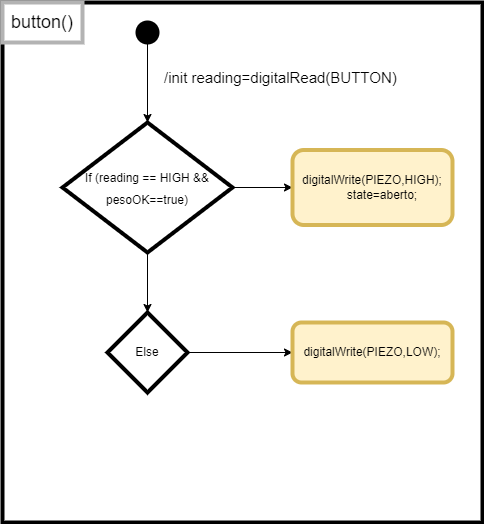 button()
/init reading=digitalRead(BUTTON)
If (reading == HIGH &&
pesoOK==true)
digitalWrite(PIEZO,HIGH);
state=aberto;
Else
digitalWrite(PIEZO,LOW);